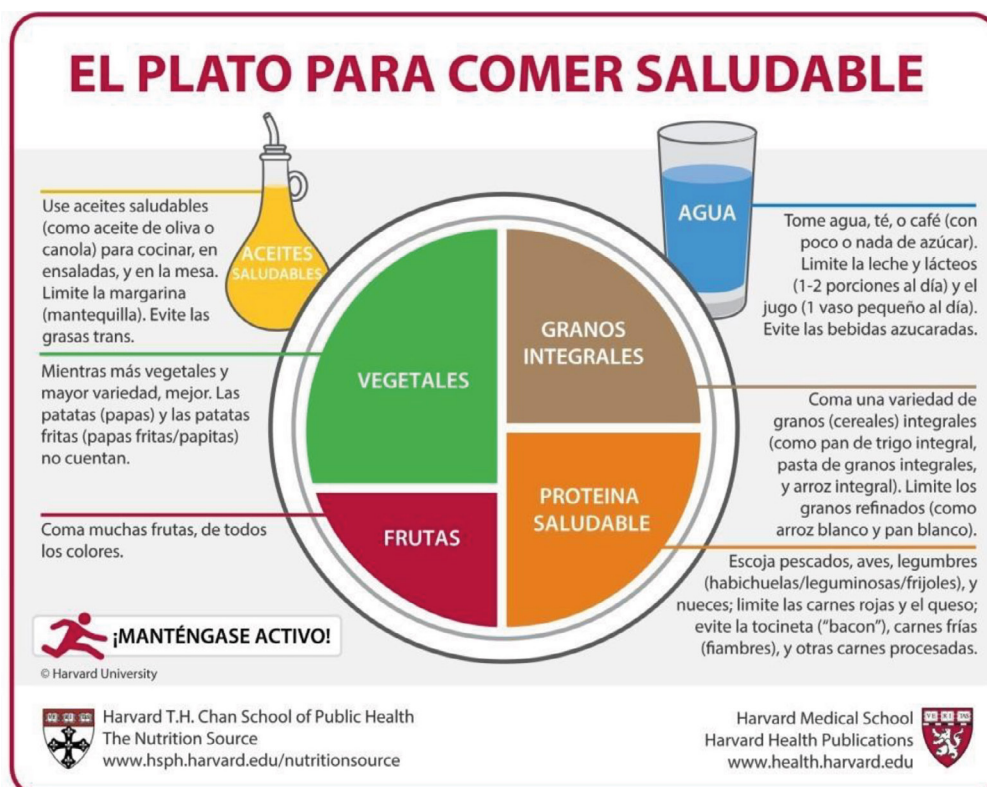 EL PLATO PARA COMER SALUDABLE
Use aceites saludables
(como aceite de oliva o
canola) para cocinar, en
ensaladas, y en la mesa.
Limite la margarina
(mantequilla). Evite las
grasas trans.
ACEITES
SALUDABLES
Mientras más vegetales y
mayor variedad, mejor. Las
patatas (papas) y las patatas
fritas (papas fritas/papitas)
no cuentan.
Coma muchas frutas, de todos
los colores.
VEGETALES
FRUTAS
GRANOS
INTEGRALES
PROTEINA
SALUDABLE
AGUA
Tome agua, té, o café (con
poco o nada de azúcar).
Limite la leche y lácteos
(1-2 porciones al día) y el
jugo (1 vaso pequeño al día).
Evite las bebidas azucaradas.
Coma una variedad de
granos (cereales) integrales
(como pan de trigo integral,
pasta de granos integrales,
y arroz integral). Limite los
granos refinados (como
arroz blanco y pan blanco).
Escoja pescados, aves, legumbres
(habichuelas/leguminosas/frijoles), y
nueces; limite las carnes rojas y el queso;
evite la tocineta (“bacon”), carnes frías
(fiambres), y otras carnes procesadas.
¡MANTÉNGASE ACTIVO!
© Harvard University
Harvard T.H. Chan School of Public Health
The Nutrition Source
www.hsph.harvard.edu/nutritionsource
Harvard Medical School
Harvard Health Publications
www.health.harvard.edu
VE RI TAS